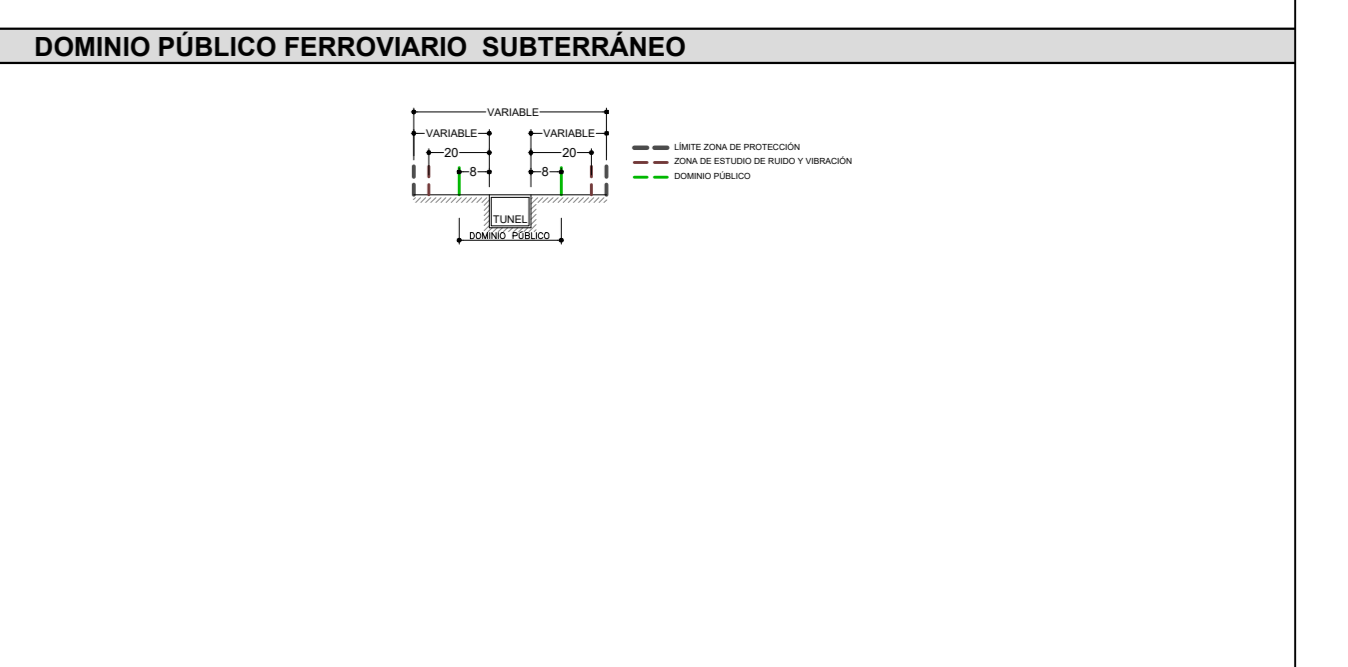 DOMINIO PÚBLICO FERROVIARIO SUBTERRÁNEO
VARIABLE
VARIABLE VARIABLE
20 20
8 8
LÍMITE ZONA DE PROTECCIÓN
ZONA DE ESTUDIO DE RUIDO Y VIBRACIÓN
DOMINIO PÚBLICO
TUNEL
DOMINIO PÚBLICO